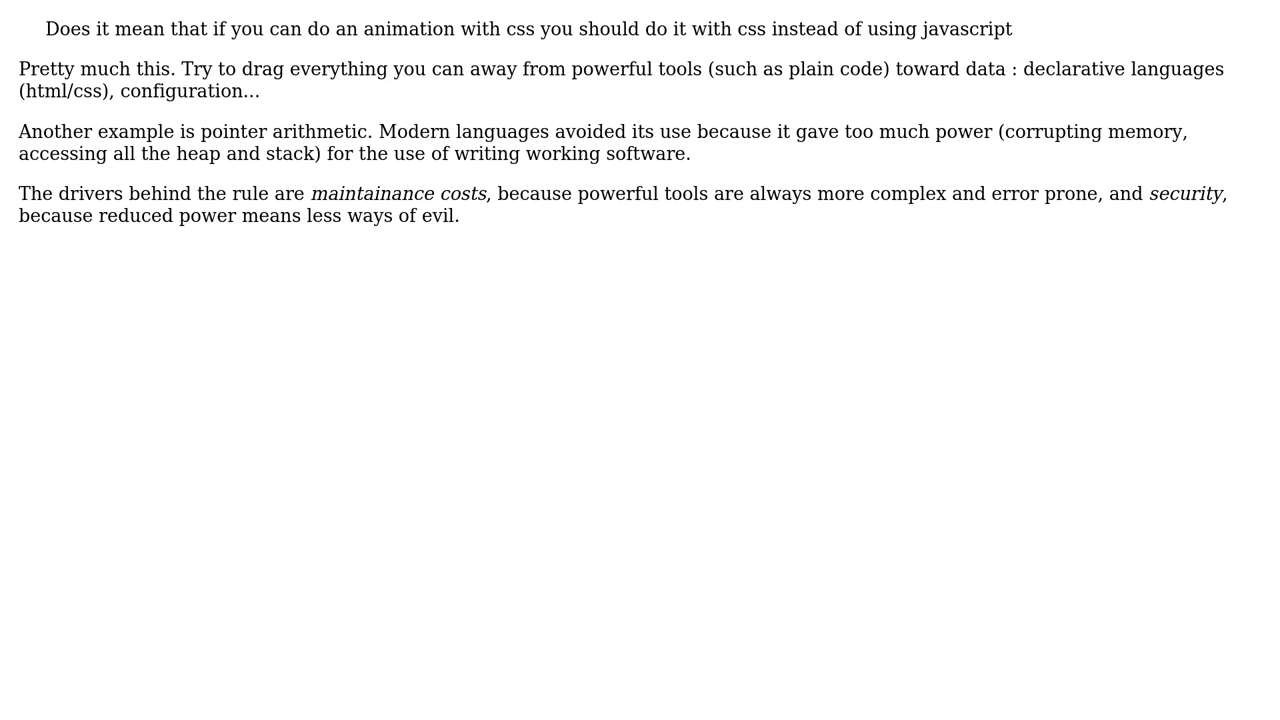 Does it mean that if you can do an animation with css you should do it with css instead of using javascript
Pretty much this. Try to drag everything you can away from powerful tools (such as plain code) toward data : declarative languages
(html/css), configuration...
Another example is pointer arithmetic. Modern languages avoided its use because it gave too much power (corrupting memory,
accessing all the heap and stack) for the use of writing working software.
The drivers behind the rule are maintainance costs, because powerful tools are always more complex and error prone, and security,
because reduced power means less ways of evil.